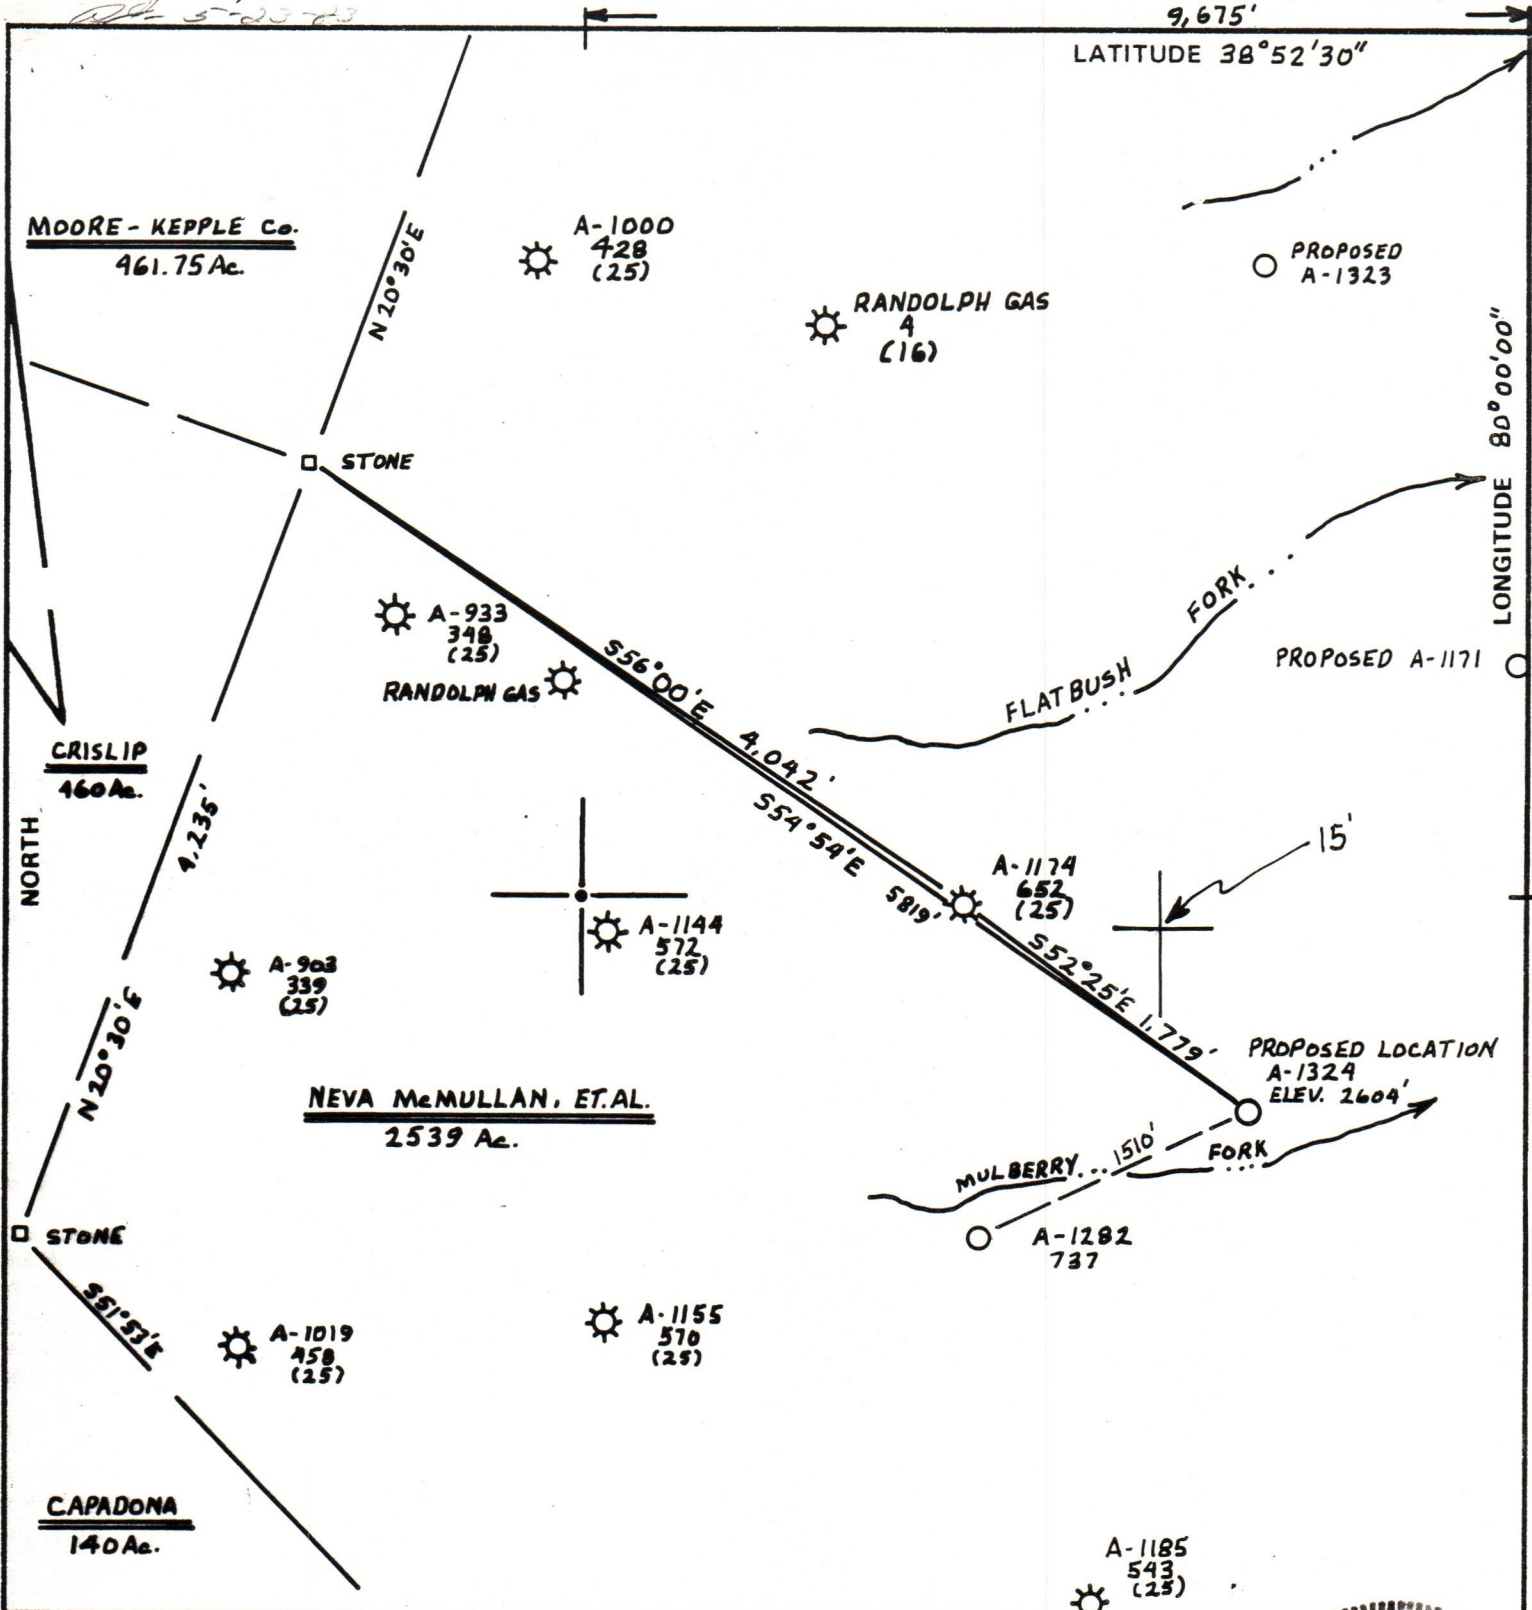 5-23-83
9,675'
LATITUDE 38°52'30"
MOORE - KEPPLE Co.
461.75 Ac.
N 20°30'E
A-1000
428
(25)
RANDOLPH GAS
4
(16)
PROPOSED
A-1323
LONGITUDE 80°00'00"
STONE
A-933
348
(25)
RANDOLPH GAS
S56°00'E 4,042'
S54°54'E 5819'
FLATBUSH FORK
PROPOSED A-1171
CRISLIP
460 Ac.
NORTH
4,235'
N 20°30'E
15'
A-1174
652
(25)
A-1144
572
(25)
A-903
339
(25)
S52°25'E 1,779'
PROPOSED LOCATION
A-1324
ELEV. 2604'
NEVA McMULLAN, ET.AL.
2539 Ac.
1510'
MULBERRY FORK
A-1282
737
STONE
S51°53'E
A-1019
458
(25)
A-1155
570
(25)
CAPADONA
140 Ac.
A-1185
543
(25)